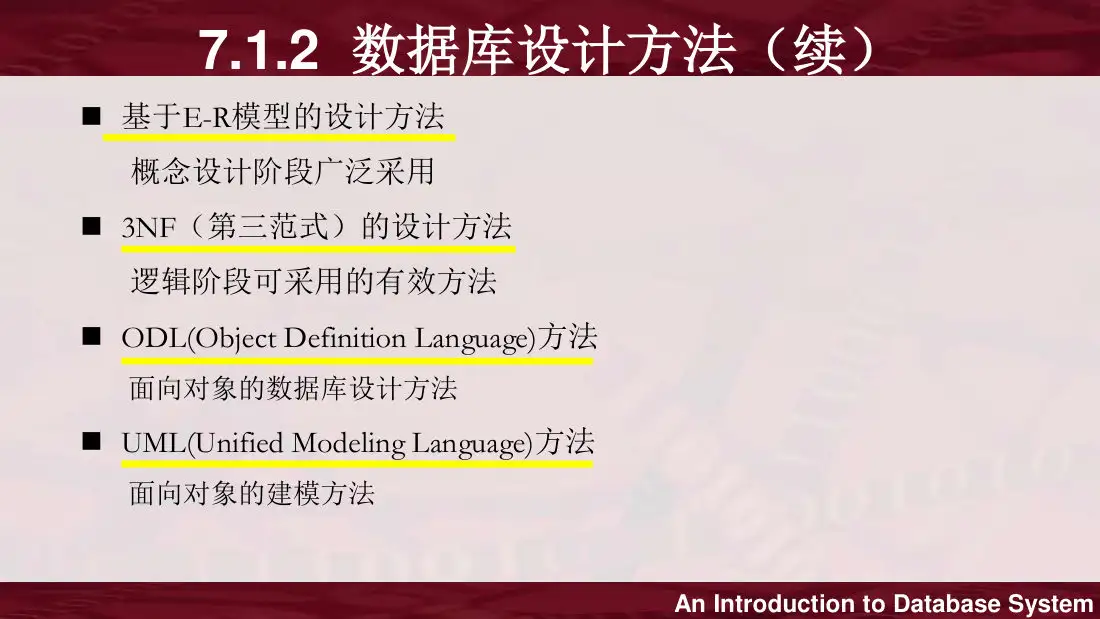 7.1.2 数据库设计方法（续）
■ 基于E-R模型的设计方法
概念设计阶段广泛采用
■ 3NF（第三范式）的设计方法
逻辑阶段可采用的有效方法
■ ODL(Object Definition Language)方法
面向对象的数据库设计方法
■ UML(Unified Modeling Language)方法
面向对象的建模方法
An Introduction to Database System